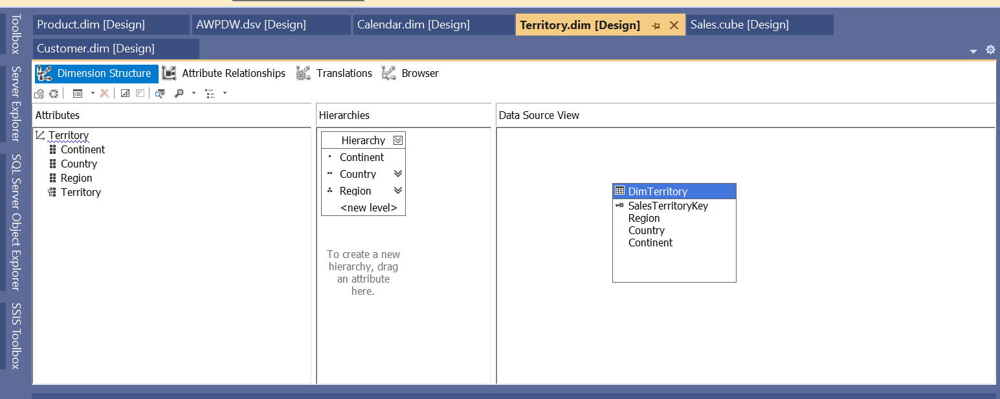 Product.dim [Design]
AWPDW.dsv [Design]
Calendar.dim [Design]
Territory.dim [Design]
Sales.cube [Design]
Customer.dim [Design]
Toolbox
Server Explorer
SQL Server Object Explorer
SSIS Toolbox
Dimension Structure
Attribute Relationships
Translations
Browser
Attributes
Territory
Continent
Country
Region
Territory
Hierarchies
Hierarchy
Continent
Country
Region
<new level>
To create a new
hierarchy, drag
an attribute
here.
Data Source View
DimTerritory
SalesTerritoryKey
Region
Country
Continent